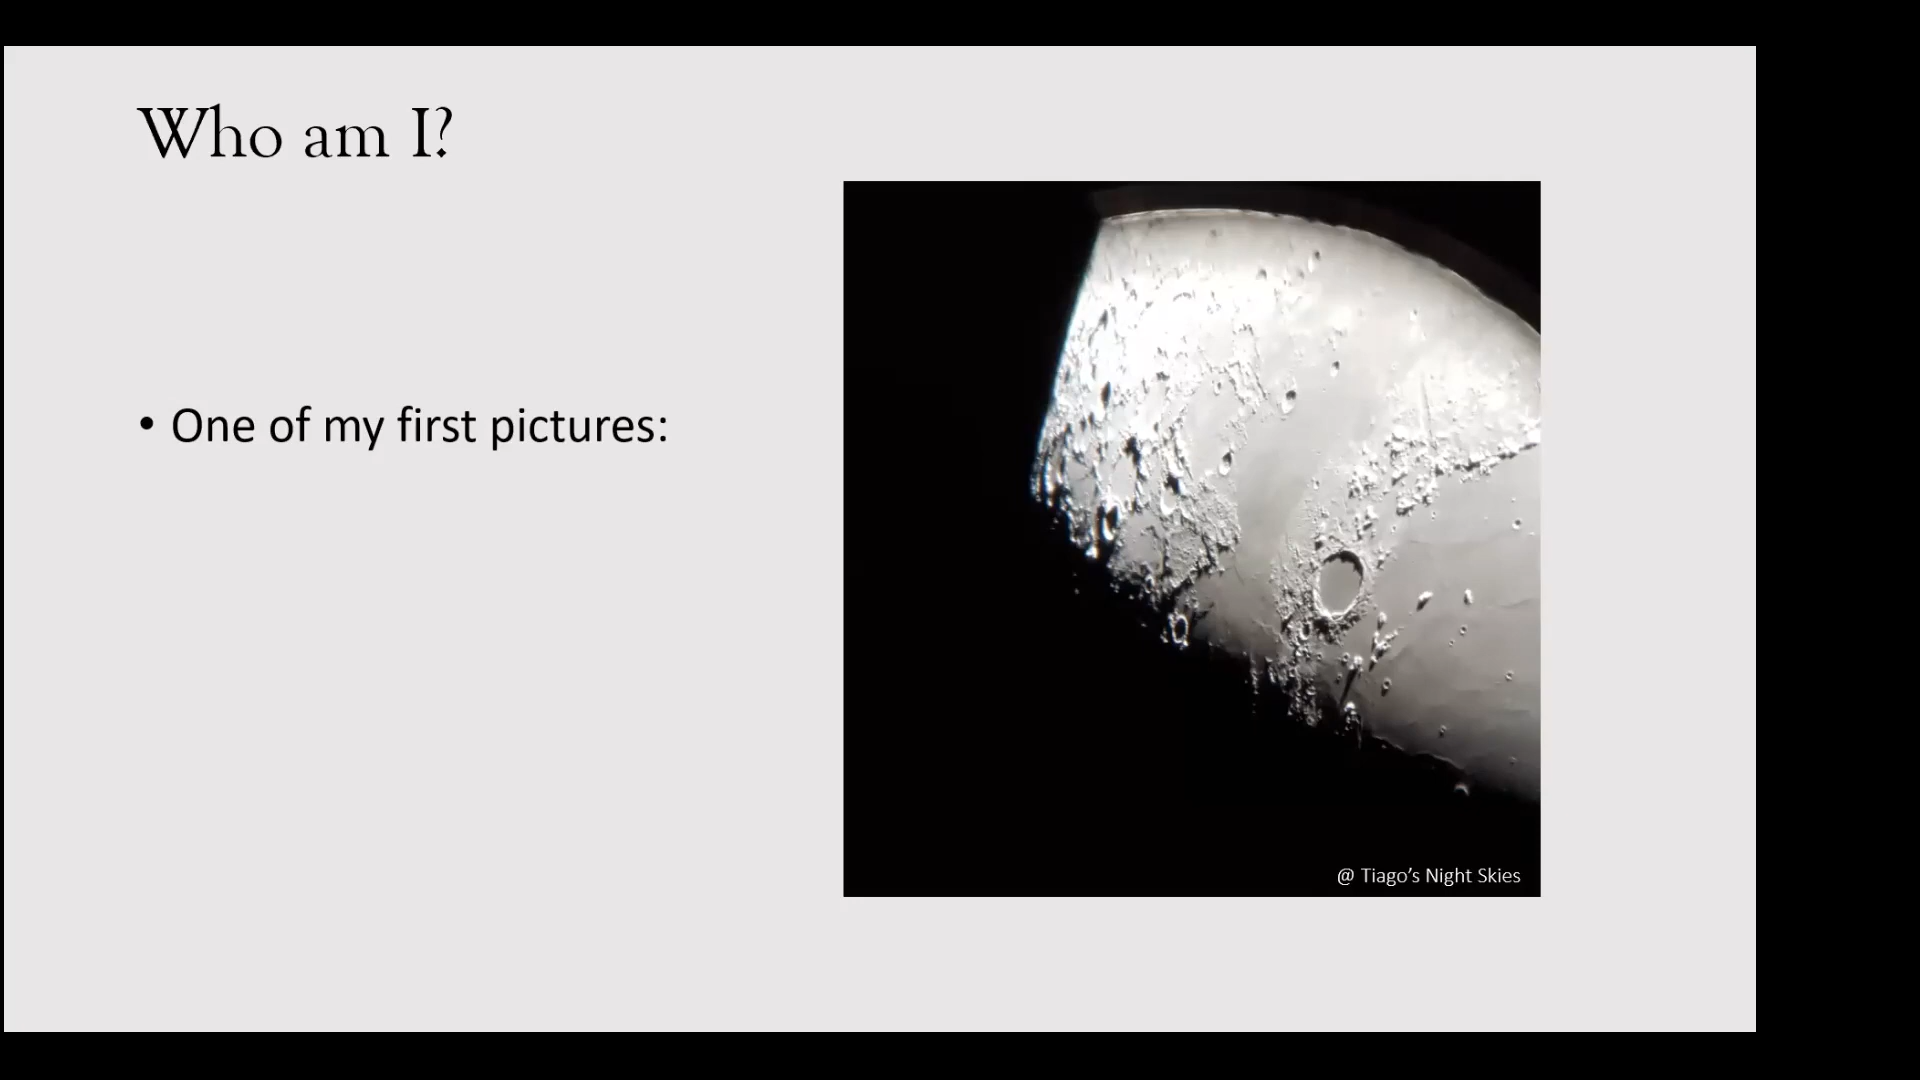 Who am I?
• One of my first pictures:
@ Tiago’s Night Skies